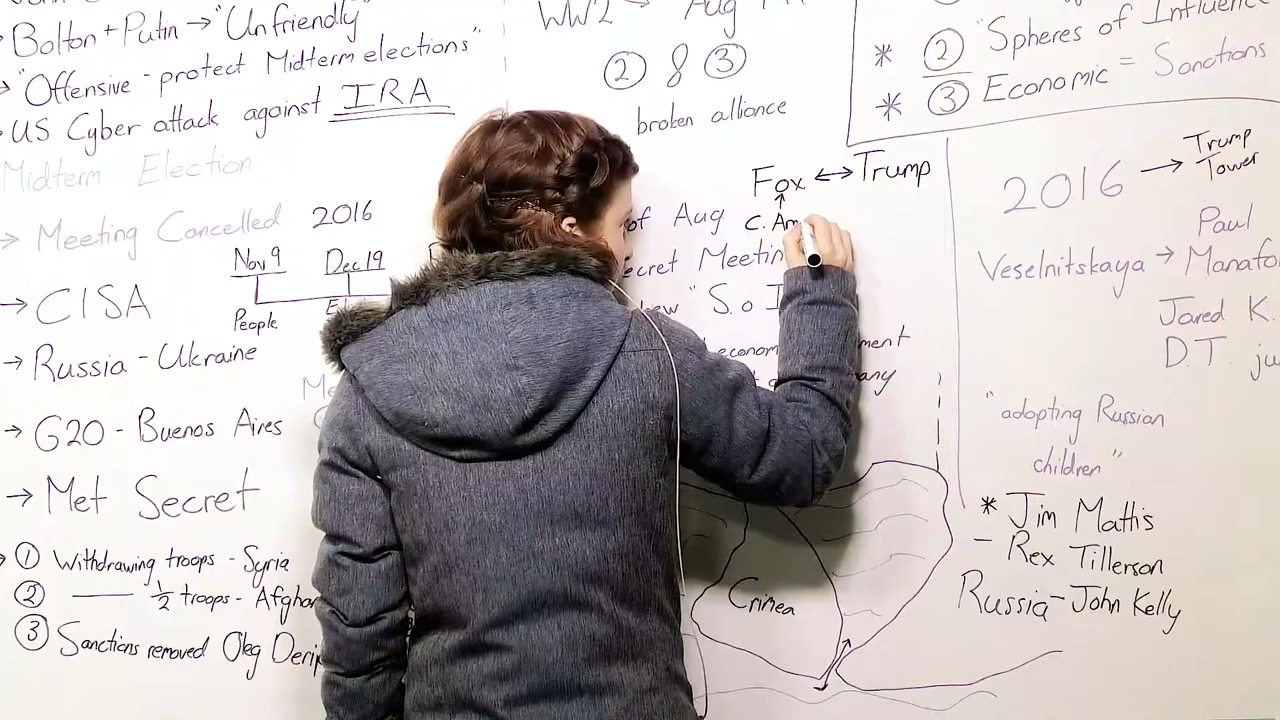 Bolton + Putin → "Unfriendly"
"Offensive - protect Midterm elections"
US Cyber attack against IRA
Midterm Election
→ Meeting Cancelled 2016
Nov 9 Dec 19
People
→ CISA
→ Russia - Ukraine
→ G20 - Buenos Aires
→ Met Secret
① Withdrawing troops - Syria
② —— ½ troops - Afghan
③ Sanctions removed Oleg Derip
WW2 → Aug
② 8 ③
broken alliance
Fox ↔ Trump
↑
of Aug C. Am
ecret Meetin
"S. o I
econom ment
any
Crimea
* ② "Spheres of Influence
* ③ Economic = Sanctions
2016 → Trump Tower
Paul
Veselnitskaya → Manafo
Jared K.
D.T. ju
"adopting Russian
children"
* Jim Mattis
- Rex Tillerson
Russia - John Kelly